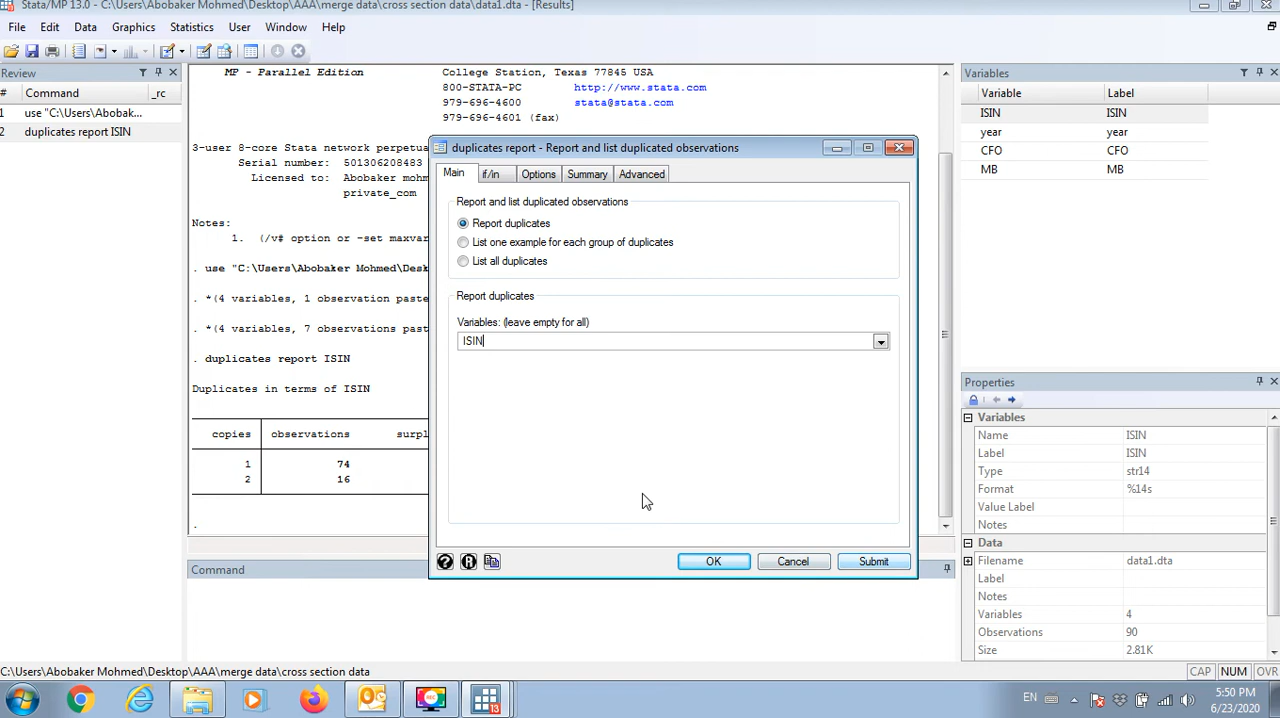 Stata/MP 13.0 - C:\Users\Abobaker Mohmed\Desktop\AAA\merge data\cross section data\data1.dta - [Results]
File Edit Data Graphics Statistics User Window Help
Review
# Command _rc
1 use "C:\Users\Abobak...
2 duplicates report ISIN
MP - Parallel Edition College Station, Texas 77845 USA
800-STATA-PC http://www.stata.com
979-696-4600 stata@stata.com
979-696-4601 (fax)
3-user 8-core Stata network perpetua
Serial number: 501306208483
Licensed to: Abobaker mohm
private_com
Notes:
1. (/v# option or -set maxvar
. use "C:\Users\Abobaker Mohmed\Desk
. *(4 variables, 1 observation paste
. *(4 variables, 7 observations past
. duplicates report ISIN
Duplicates in terms of ISIN
copies observations surpl
1 74
2 16
.
Command
duplicates report - Report and list duplicated observations
Main if/in Options Summary Advanced
Report and list duplicated observations
Report duplicates
List one example for each group of duplicates
List all duplicates
Report duplicates
Variables: (leave empty for all)
ISIN
OK Cancel Submit
Variables
Variable Label
ISIN ISIN
year year
CFO CFO
MB MB
Properties
Variables
Name ISIN
Label ISIN
Type str14
Format %14s
Value Label
Notes
Data
Filename data1.dta
Label
Notes
Variables 4
Observations 90
Size 2.81K
C:\Users\Abobaker Mohmed\Desktop\AAA\merge data\cross section data
CAP NUM OVR
13
EN
5:50 PM
6/23/2020